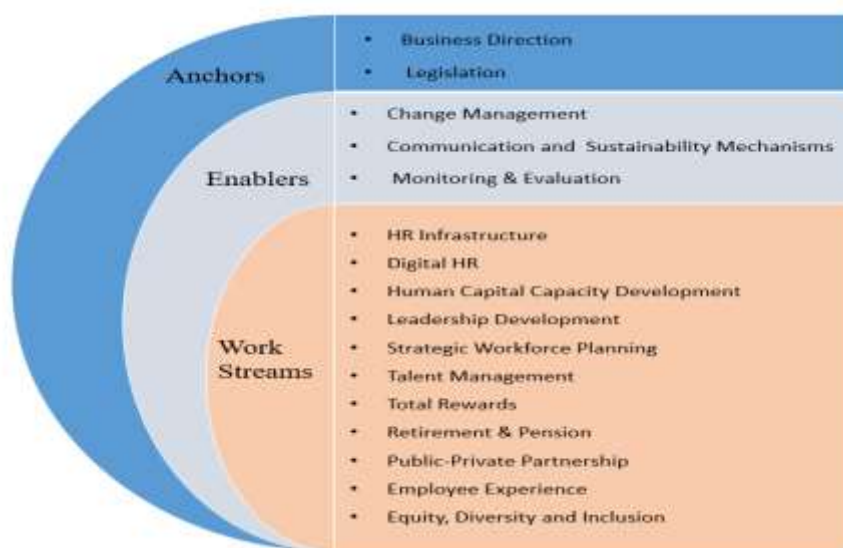 Anchors
• Business Direction
• Legislation
Enablers
• Change Management
• Communication and Sustainability Mechanisms
• Monitoring & Evaluation
Work
Streams
• HR Infrastructure
• Digital HR
• Human Capital Capacity Development
• Leadership Development
• Strategic Workforce Planning
• Talent Management
• Total Rewards
• Retirement & Pension
• Public-Private Partnership
• Employee Experience
• Equity, Diversity and Inclusion